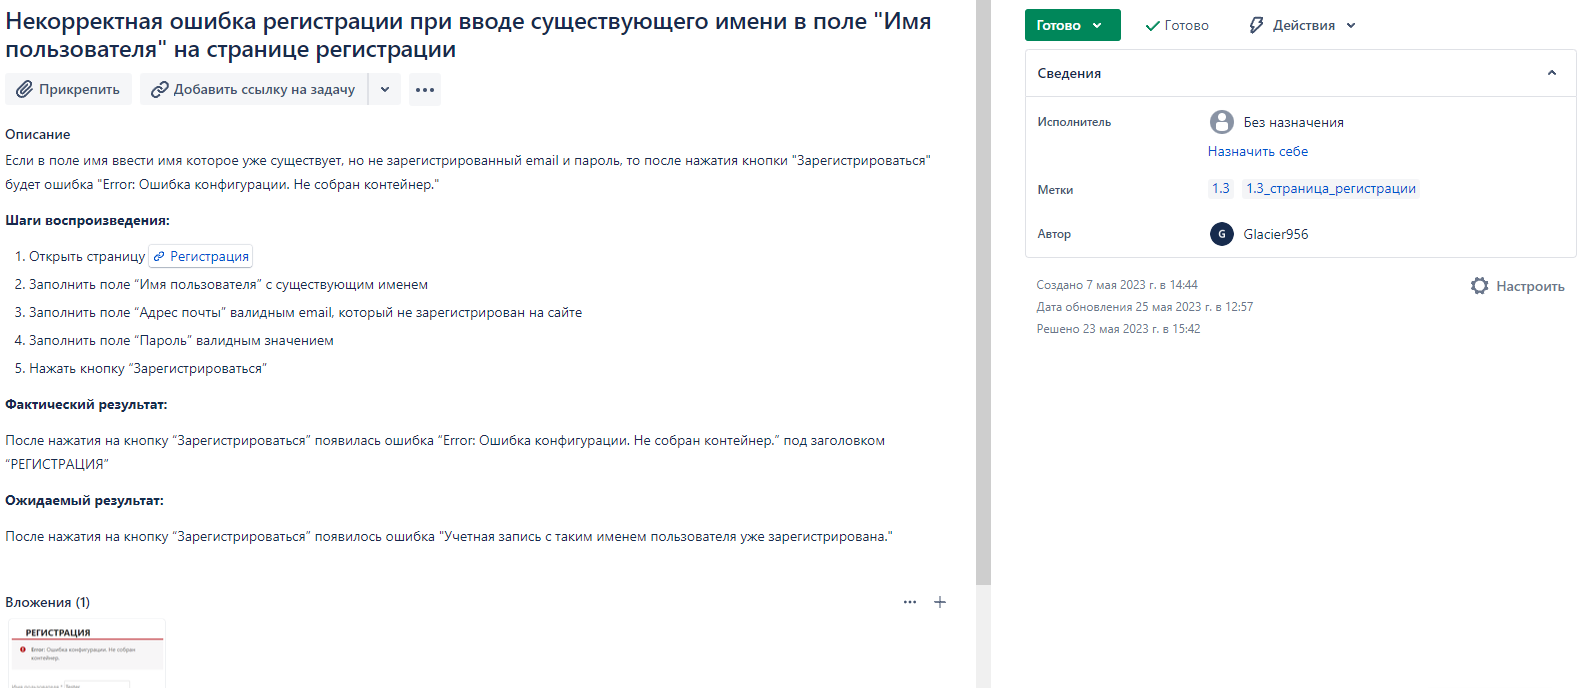 Некорректная ошибка регистрации при вводе существующего имени в поле "Имя
пользователя" на странице регистрации
Прикрепить
Добавить ссылку на задачу
Описание
Если в поле имя ввести имя которое уже существует, но не зарегистрированный email и пароль, то после нажатия кнопки "Зарегистрироваться"
будет ошибка "Error: Ошибка конфигурации. Не собран контейнер."
Шаги воспроизведения:
1. Открыть страницу Регистрация
2. Заполнить поле “Имя пользователя” с существующим именем
3. Заполнить поле “Адрес почты” валидным email, который не зарегистрирован на сайте
4. Заполнить поле “Пароль” валидным значением
5. Нажать кнопку “Зарегистрироваться”
Фактический результат:
После нажатия на кнопку “Зарегистрироваться” появилась ошибка “Error: Ошибка конфигурации. Не собран контейнер.” под заголовком
“РЕГИСТРАЦИЯ”
Ожидаемый результат:
После нажатия на кнопку “Зарегистрироваться” появилось ошибка "Учетная запись с таким именем пользователя уже зарегистрирована."
Вложения (1)
РЕГИСТРАЦИЯ
Error: Ошибка конфигурации. Не собран
контейнер.
Готово
Готово
Действия
Сведения
Исполнитель
Без назначения
Назначить себе
Метки
1.3 1.3_страница_регистрации
Автор
G Glacier956
Создано 7 мая 2023 г. в 14:44
Дата обновления 25 мая 2023 г. в 12:57
Решено 23 мая 2023 г. в 15:42
Настроить